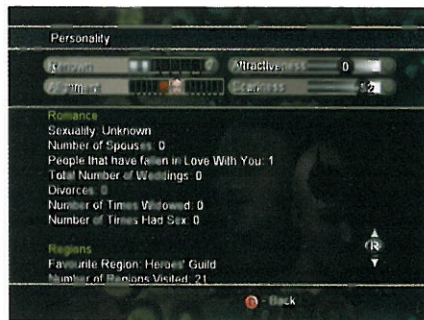 Personality
Renown 7 Attractiveness 0
Alignment Scariness
Romance
Sexuality: Unknown
Number of Spouses: 0
People that have fallen in Love With You: 1
Total Number of Weddings: 0
Divorces: 0
Number of Times Widowed: 0
Number of Times Had Sex: 0
Regions
Favourite Region: Heroes' Guild
Number of Regions Visited: 21
R
- Back